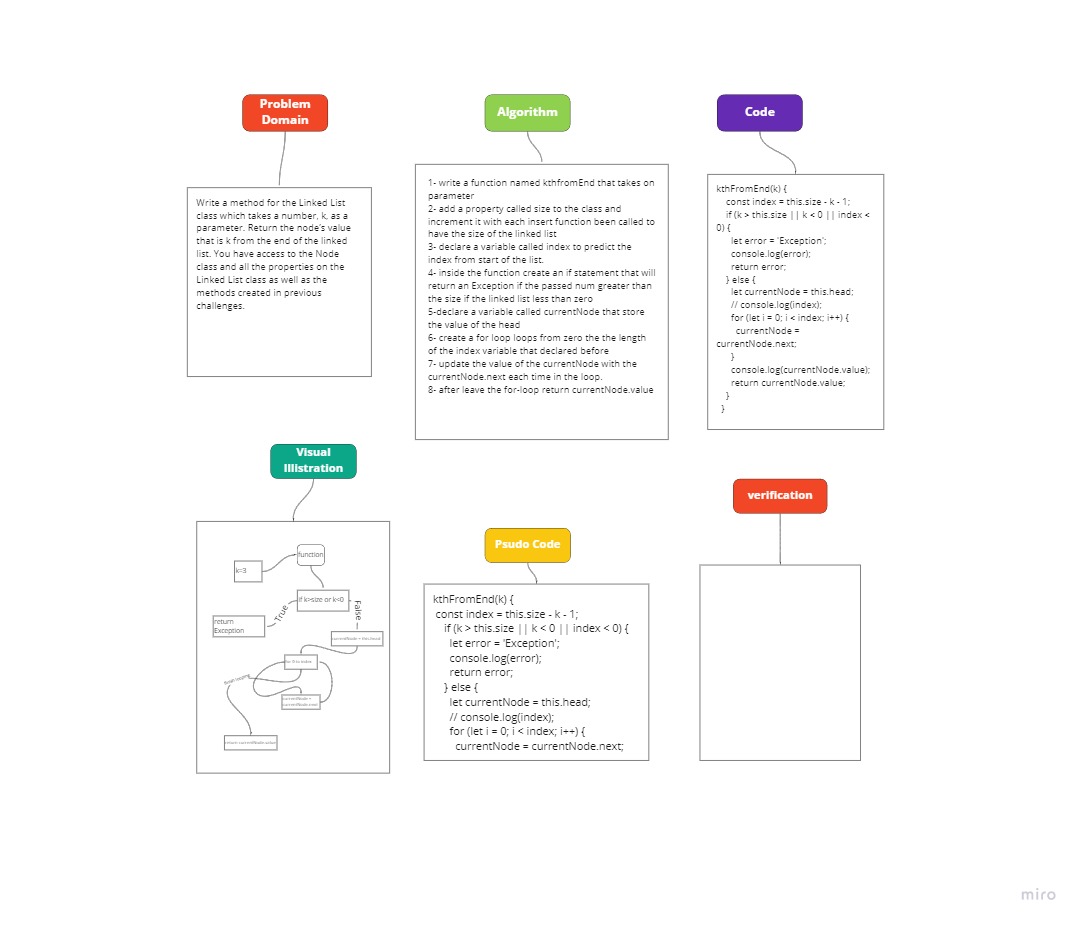 Problem
Domain
Write a method for the Linked List
class which takes a number, k, as a
parameter. Return the node's value
that is k from the end of the linked
list. You have access to the Node
class and all the properties on the
Linked List class as well as the
methods created in previous
challenges.
Algorithm
1- write a function named kthfromEnd that takes on
parameter
2- add a property called size to the class and
increment it with each insert function been called to
have the size of the linked list
3- declare a variable called index to predict the
index from start of the list.
4- inside the function create an if statement that will
return an Exception if the passed num greater than
the size if the linked list less than zero
5-declare a variable called currentNode that store
the value of the head
6- create a for loop loops from zero the the length
of the index variable that declared before
7- update the value of the currentNode with the
currentNode.next each time in the loop.
8- after leave the for-loop return currentNode.value
Code
kthFromEnd(k) {
const index = this.size - k - 1;
if (k > this.size || k < 0 || index <
0) {
let error = 'Exception';
console.log(error);
return error;
} else {
let currentNode = this.head;
// console.log(index);
for (let i = 0; i < index; i++) {
currentNode =
currentNode.next;
}
console.log(currentNode.value);
return currentNode.value;
}
}
Visual
Illistration
function
k=3
if k>size or k<0
True
False
return
Exception
currentNode = this.head
for 0 to index
finish looping
currentNode =
currentNode.next
return currentNode.value
Psudo Code
kthFromEnd(k) {
const index = this.size - k - 1;
if (k > this.size || k < 0 || index < 0) {
let error = 'Exception';
console.log(error);
return error;
} else {
let currentNode = this.head;
// console.log(index);
for (let i = 0; i < index; i++) {
currentNode = currentNode.next;
verification
miro